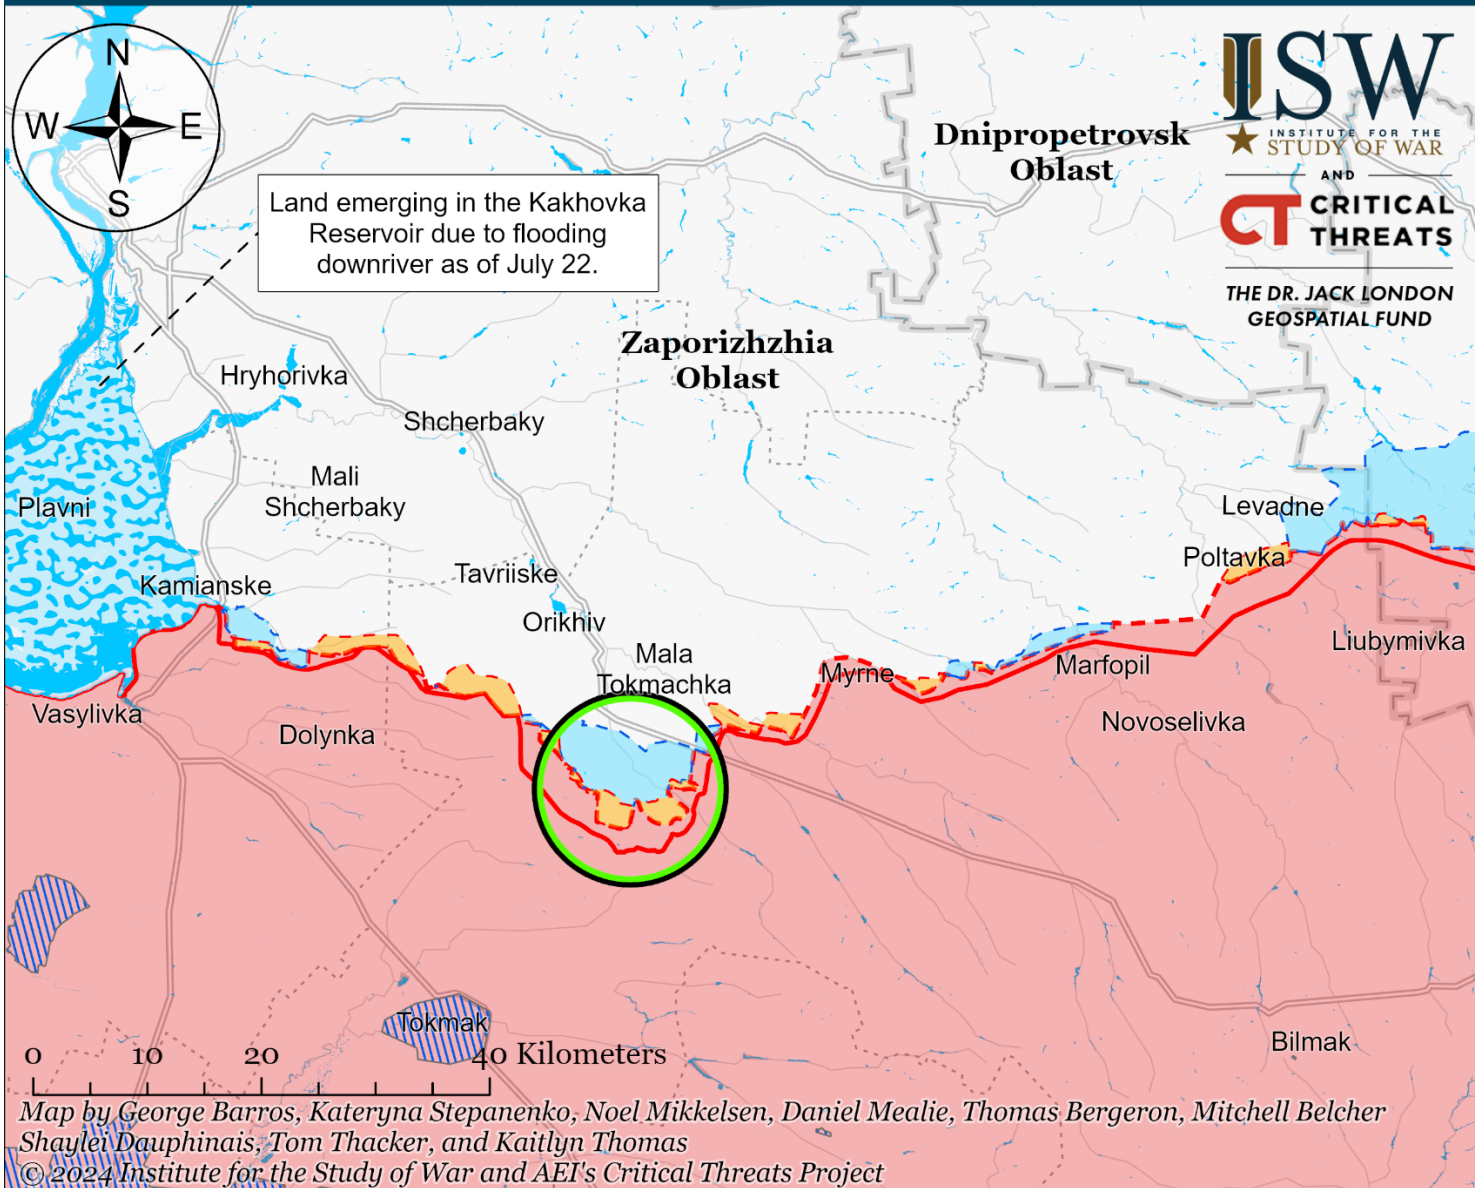 N
W
E
S
ISW
INSTITUTE FOR THE
STUDY OF WAR
AND
CT CRITICAL
THREATS
THE DR. JACK LONDON
GEOSPATIAL FUND
Dnipropetrovsk
Oblast
Land emerging in the Kakhovka
Reservoir due to flooding
downriver as of July 22.
Zaporizhzhia
Oblast
Hryhorivka
Shcherbaky
Mali
Shcherbaky
Plavni
Levadne
Poltavka
Kamianske
Tavriiske
Orikhiv
Mala
Tokmachka
Myrne
Marfopil
Liubymivka
Vasylivka
Dolynka
Novoselivka
Tokmak
Bilmak
0 10 20 40 Kilometers
Map by George Barros, Kateryna Stepanenko, Noel Mikkelsen, Daniel Mealie, Thomas Bergeron, Mitchell Belcher
Shaylei Dauphinais, Tom Thacker, and Kaitlyn Thomas
© 2024 Institute for the Study of War and AEI's Critical Threats Project